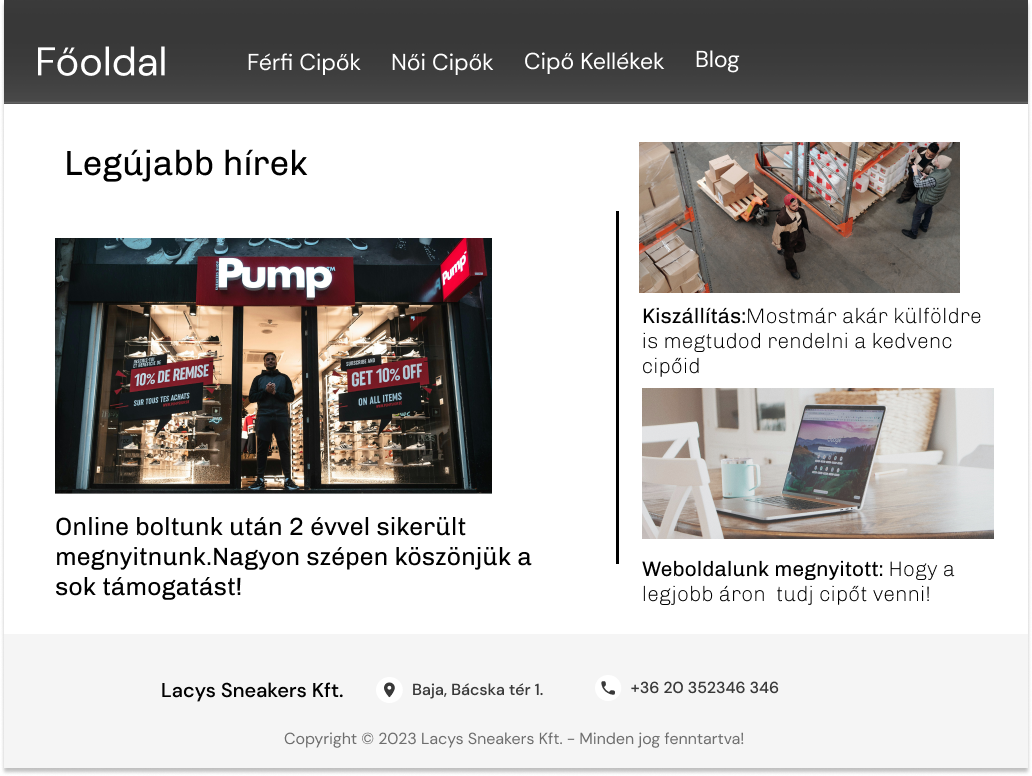 Főoldal
Férfi Cipők
Női Cipők
Cipő Kellékek
Blog
Legújabb hírek
Pump
Pump
10% DE REMISE
SUR TOUS TES ACHATS
SUBSCRIBE AND
GET 10% OFF
ON ALL ITEMS
Online boltunk után 2 évvel sikerült
megnyitnunk.Nagyon szépen köszönjük a
sok támogatást!
Kiszállítás:Mostmár akár külföldre
is megtudod rendelni a kedvenc
cipőid
Weboldalunk megnyitott: Hogy a
legjobb áron  tudj cipőt venni!
Lacys Sneakers Kft.
Baja, Bácska tér 1.
+36 20 352346 346
Copyright © 2023 Lacys Sneakers Kft. - Minden jog fenntartva!